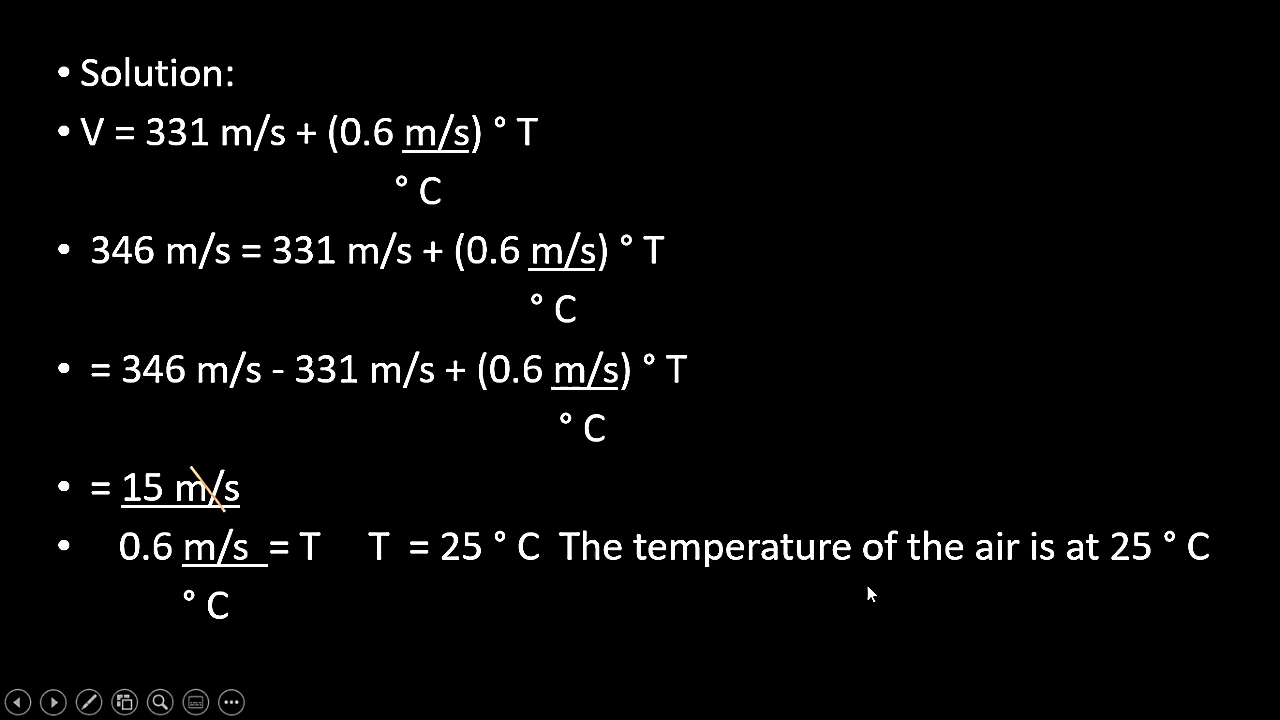 • Solution:
• V = 331 m/s + (0.6 m/s) ° T
° C
• 346 m/s = 331 m/s + (0.6 m/s) ° T
° C
• = 346 m/s - 331 m/s + (0.6 m/s) ° T
° C
• = 15 m/s
• 0.6 m/s = T T = 25 ° C The temperature of the air is at 25 ° C
° C